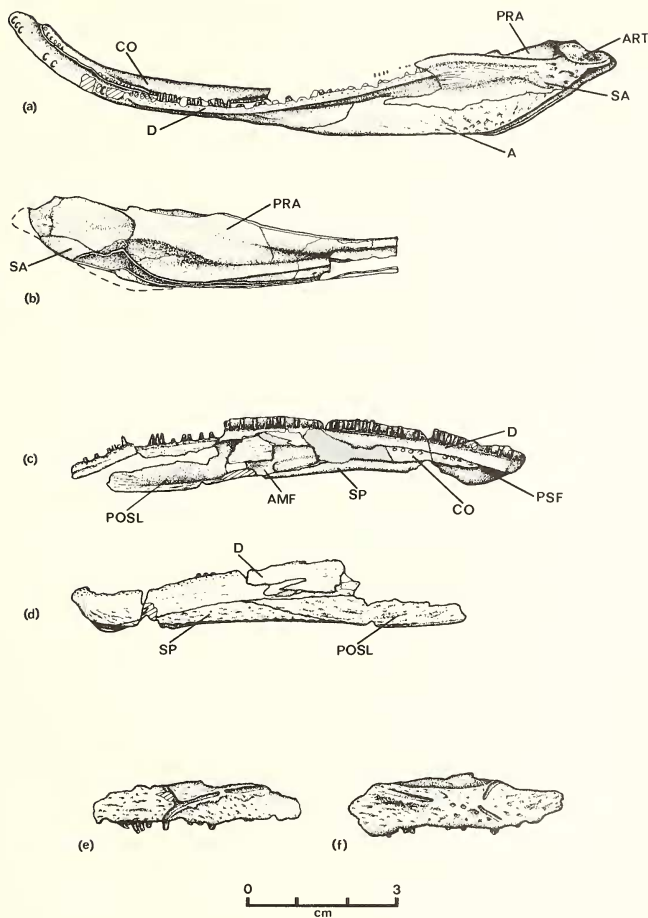 PRA
ART
CO
SA
(a)
D
A
PRA
SA
(b)
D
(c)
AMF
SP
CO
PSF
POSL
D
(d)
SP
POSL
(e)
(f)
0 3
cm